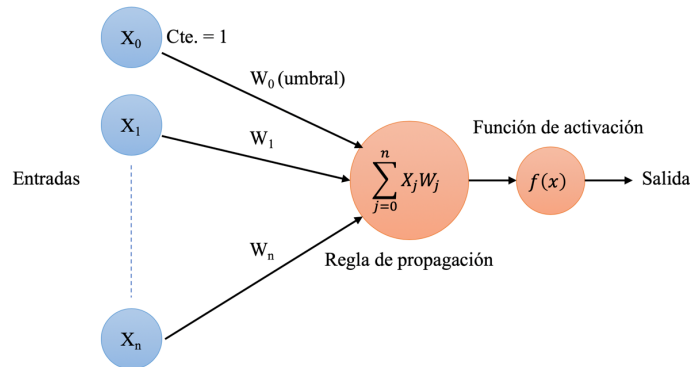 X₀ Cte. = 1
W₀ (umbral)
X₁
W₁
Función de activación
Entradas
∑ⁿⱼ₌₀ XⱼWⱼ
f(x)
Salida
Wₙ
Regla de propagación
Xₙ